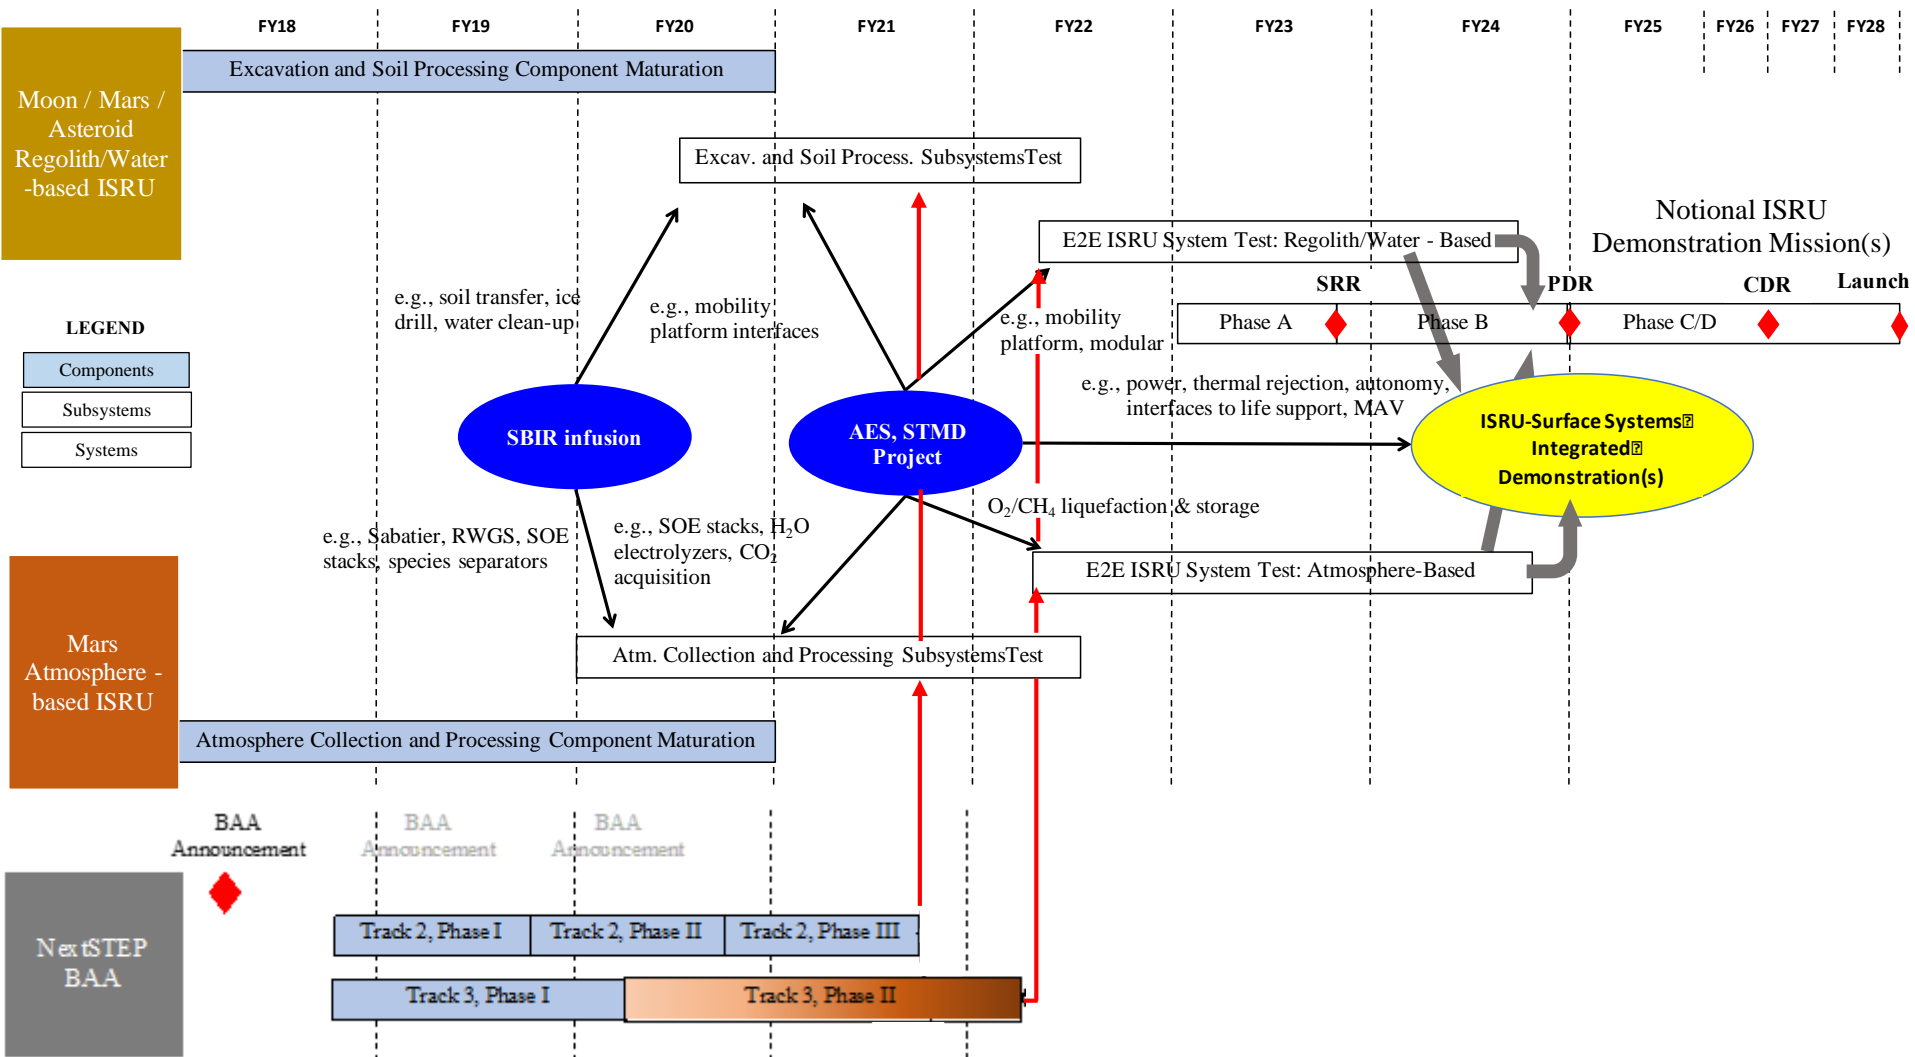 FY18 FY19 FY20 FY21 FY22 FY23 FY24 FY25 FY26 FY27 FY28
Moon / Mars /
Asteroid
Regolith/Water
-based ISRU
Excavation and Soil Processing Component Maturation
Excav. and Soil Process. SubsystemsTest
E2E ISRU System Test: Regolith/Water - Based
Notional ISRU
Demonstration Mission(s)
SRR PDR CDR Launch
Phase A Phase B Phase C/D
e.g., soil transfer, ice
drill, water clean-up
e.g., mobility
platform interfaces
e.g., mobility
platform, modular
e.g., power, thermal rejection, autonomy,
interfaces to life support, MAV
LEGEND
Components
Subsystems
Systems
SBIR infusion
AES, STMD
Project
ISRU-Surface Systems
Integrated
Demonstration(s)
O2/CH4 liquefaction & storage
e.g., Sabatier, RWGS, SOE
stacks, species separators
e.g., SOE stacks, H2O
electrolyzers, CO2
acquisition
E2E ISRU System Test: Atmosphere-Based
Mars
Atmosphere -
based ISRU
Atm. Collection and Processing SubsystemsTest
Atmosphere Collection and Processing Component Maturation
BAA
Announcement
BAA
Announcement
BAA
Announcement
NextSTEP
BAA
Track 2, Phase I Track 2, Phase II Track 2, Phase III
Track 3, Phase I Track 3, Phase II